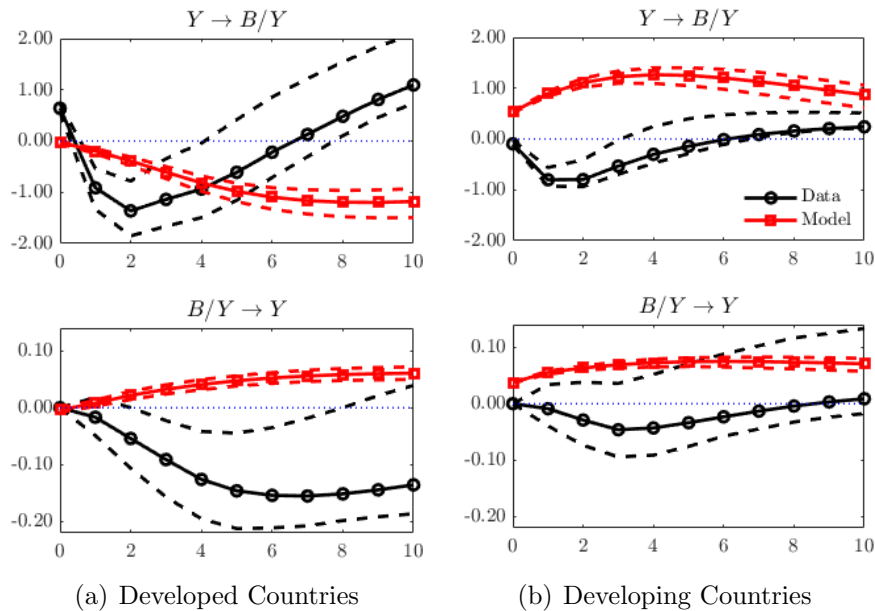 Y → B/Y
2.00
1.00
0.00
-1.00
-2.00
0 2 4 6 8 10
Y → B/Y
2.00
1.00
0.00
-1.00
-2.00
0 2 4 6 8 10
Data
Model
B/Y → Y
0.10
0.00
-0.10
-0.20
0 2 4 6 8 10
B/Y → Y
0.10
0.00
-0.10
-0.20
0 2 4 6 8 10
(a) Developed Countries
(b) Developing Countries